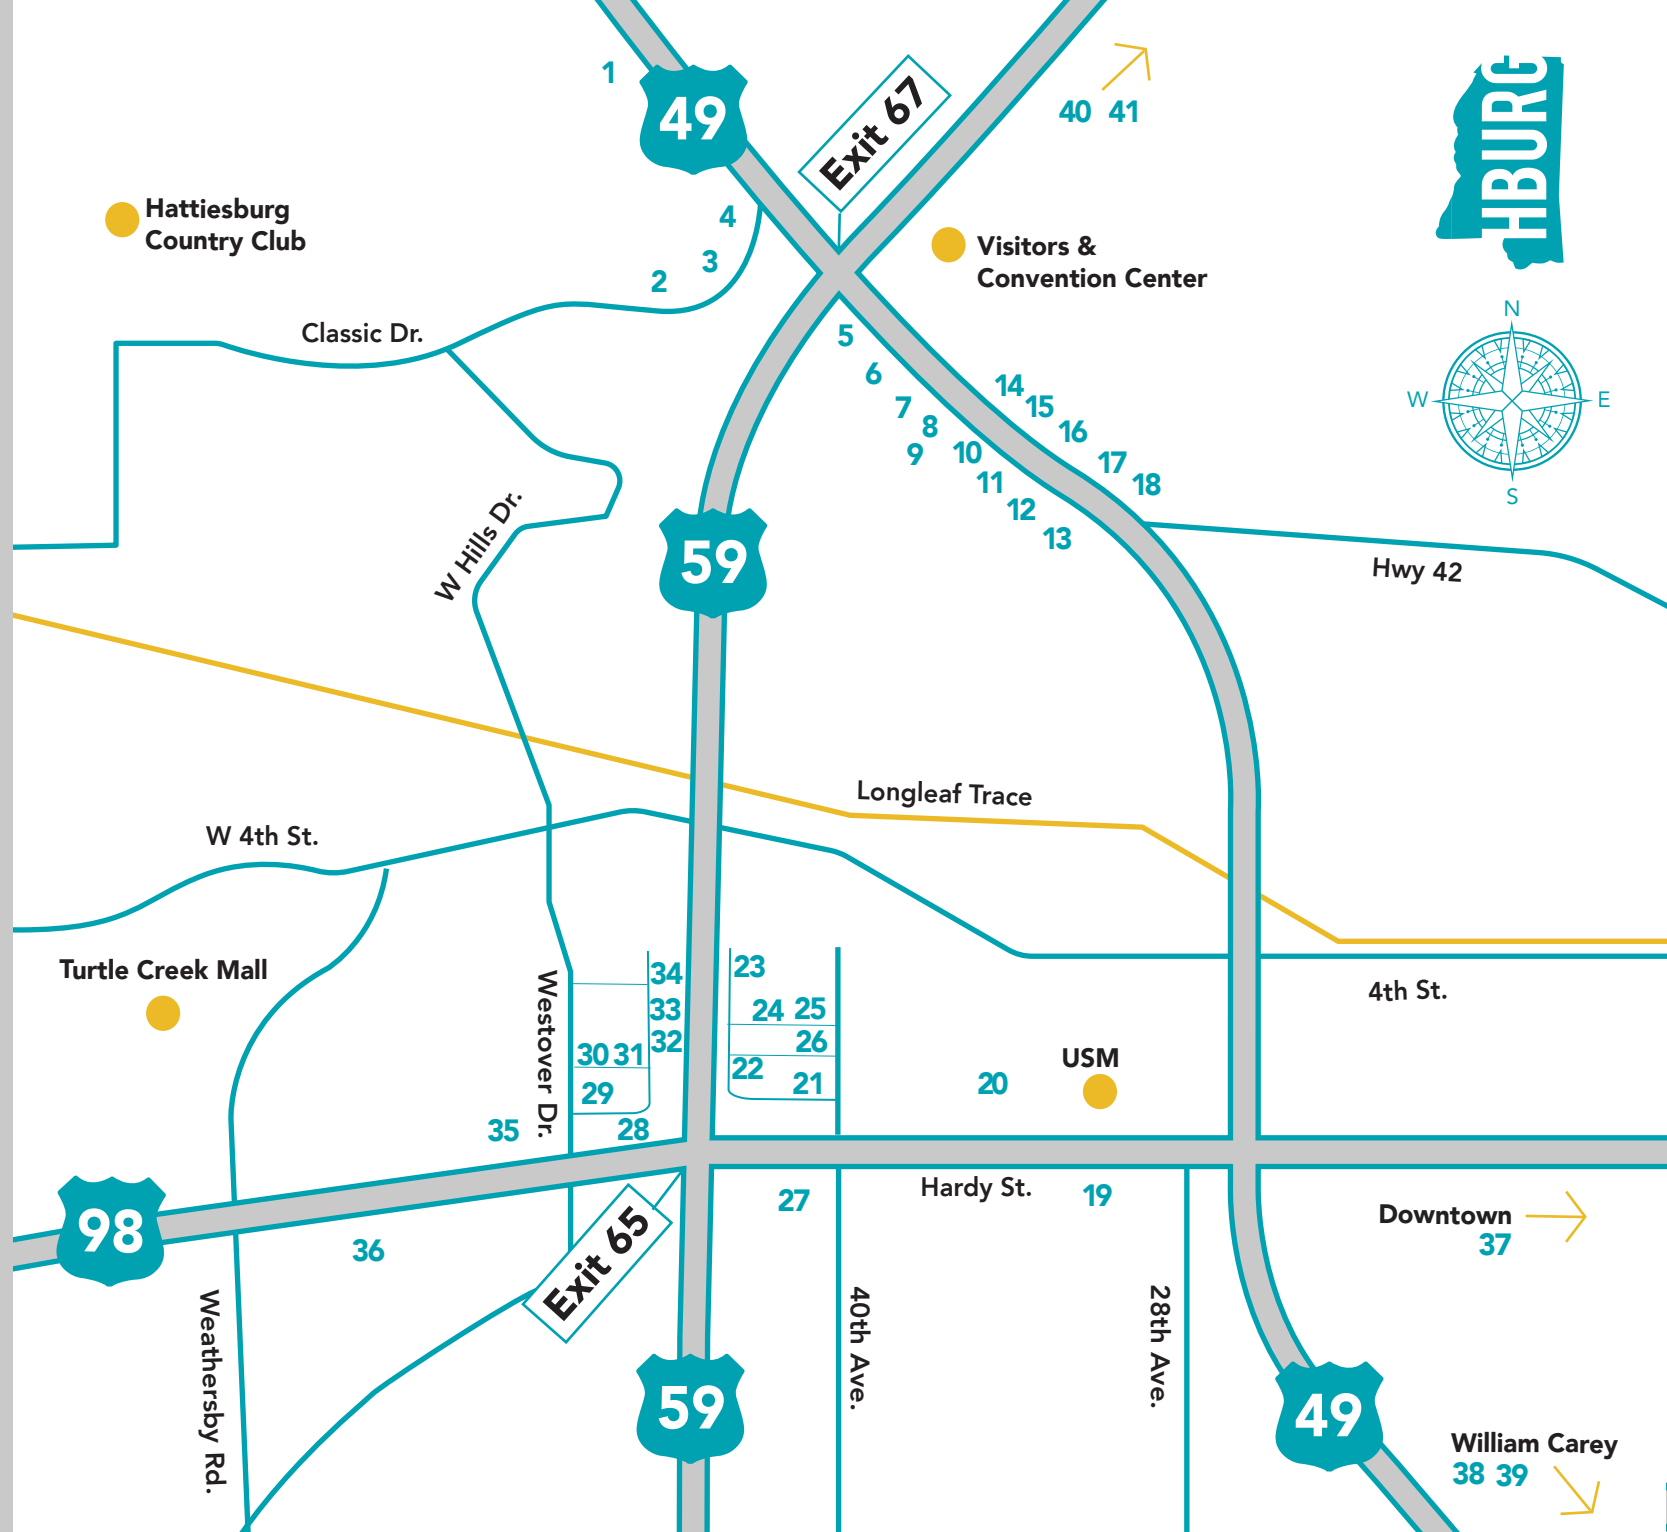 1
49
Exit 67
40 41
HBURG
Hattiesburg
Country Club
4
3
2
Visitors &
Convention Center
N
W
E
S
Classic Dr.
5
6
7
8
9
10
11
12
13
14
15
16
17
18
W Hills Dr.
59
Hwy 42
Longleaf Trace
W 4th St.
Turtle Creek Mall
Westover Dr.
34
33
32
30 31
29
28
35
23
24 25
26
22
21
20
USM
4th St.
98
36
Exit 65
27
Hardy St.
19
Downtown
37
Weathersby Rd.
59
40th Ave.
28th Ave.
49
William Carey
38 39